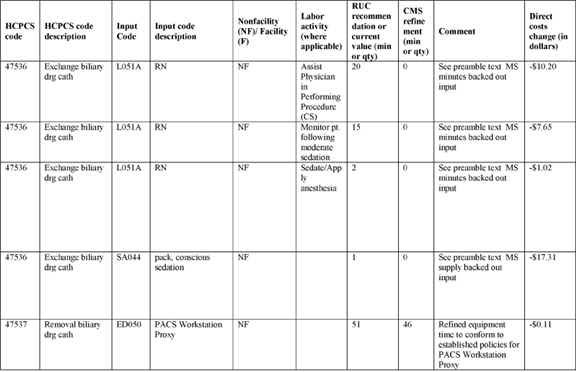 HCPCS code HCPCS code description Input Code Input code description Nonfacility (NF)/ Facility (F) Labor activity (where applicable) RUC recommen dation or current value (min or qty) CMS refine ment (min or qty) Comment Direct costs change (in dollars)
47536 Exchange biliary drg cath L051A RN NF Assist Physician in Performing Procedure (CS) 20 0 See preamble text MS minutes backed out input -$10.20
47536 Exchange biliary drg cath L051A RN NF Monitor pt. following moderate sedation 15 0 See preamble text MS minutes backed out input -$7.65
47536 Exchange biliary drg cath L051A RN NF Sedate/App ly anesthesia 2 0 See preamble text MS minutes backed out input -$1.02
47536 Exchange biliary drg cath SA044 pack, conscious sedation NF 1 0 See preamble text MS supply backed out input -$17.31
47537 Removal biliary drg cath ED050 PACS Workstation Proxy NF 51 46 Refined equipment time to conform to established policies for PACS Workstation Proxy -$0.11